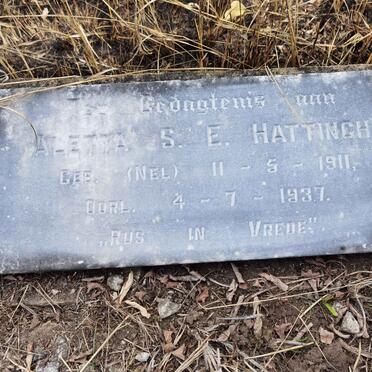 Ter Gedagtenis aan
ALETTA S. E. HATTINGH
GEB. (NEL) 11 - 5 - 1911.
OORL. 4 - 7 - 1937.
„RUS IN VREDE”.